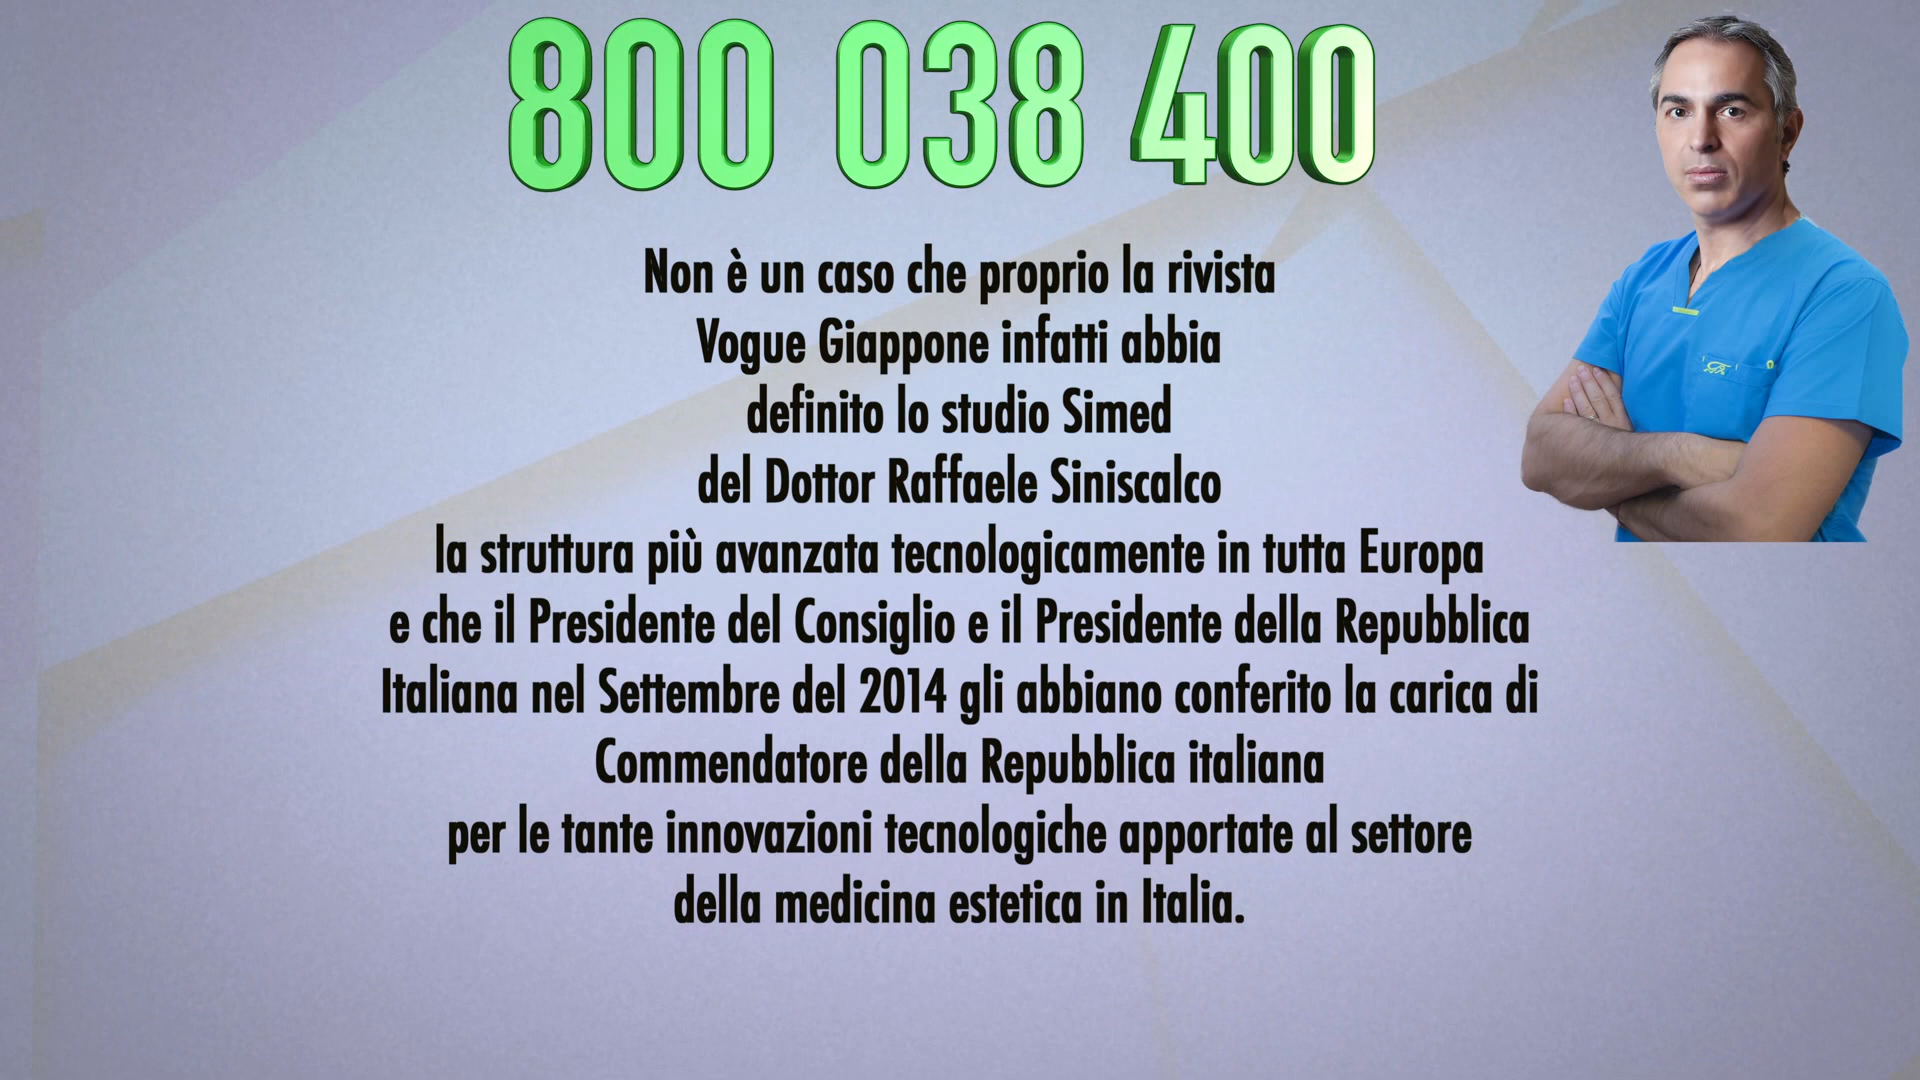 800 038 400
Non è un caso che proprio la rivista
Vogue Giappone infatti abbia
definito lo studio Simed
del Dottor Raffaele Siniscalco
la struttura più avanzata tecnologicamente in tutta Europa
e che il Presidente del Consiglio e il Presidente della Repubblica
Italiana nel Settembre del 2014 gli abbiano conferito la carica di
Commendatore della Repubblica italiana
per le tante innovazioni tecnologiche apportate al settore
della medicina estetica in Italia.